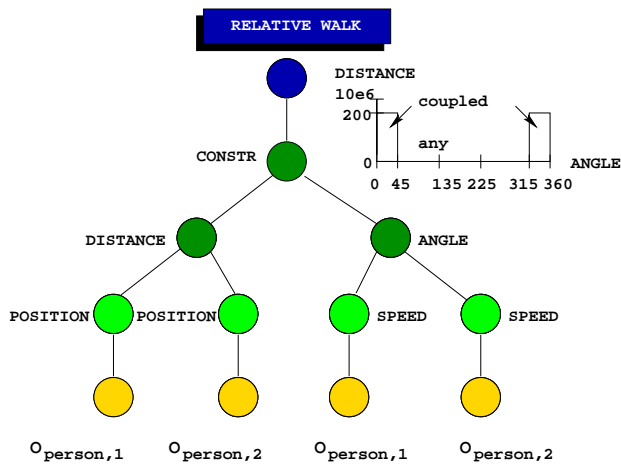 RELATIVE WALK
DISTANCE
10e6
200
coupled
any
0
ANGLE
0 45 135 225 315 360
CONSTR
DISTANCE
ANGLE
POSITION POSITION SPEED SPEED
Operson,1 Operson,2 Operson,1 Operson,2